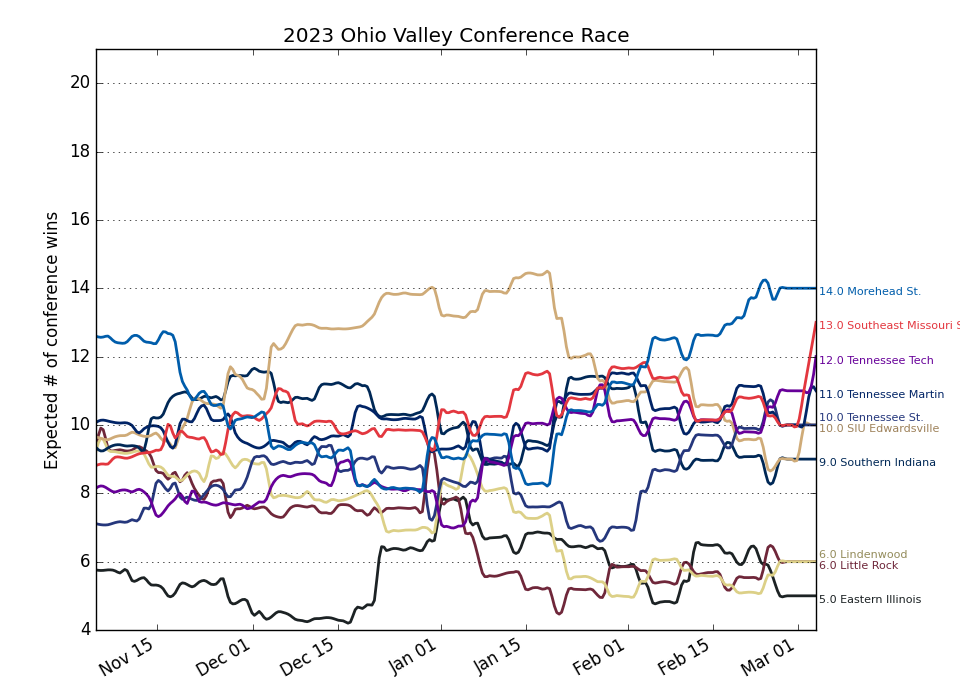 2023 Ohio Valley Conference Race
Expected # of conference wins
20
18
16
14
12
10
8
6
4
14.0 Morehead St.
13.0 Southeast Missouri S
12.0 Tennessee Tech
11.0 Tennessee Martin
10.0 Tennessee St.
10.0 SIU Edwardsville
9.0 Southern Indiana
6.0 Lindenwood
6.0 Little Rock
5.0 Eastern Illinois
Nov 15
Dec 01
Dec 15
Jan 01
Jan 15
Feb 01
Feb 15
Mar 01